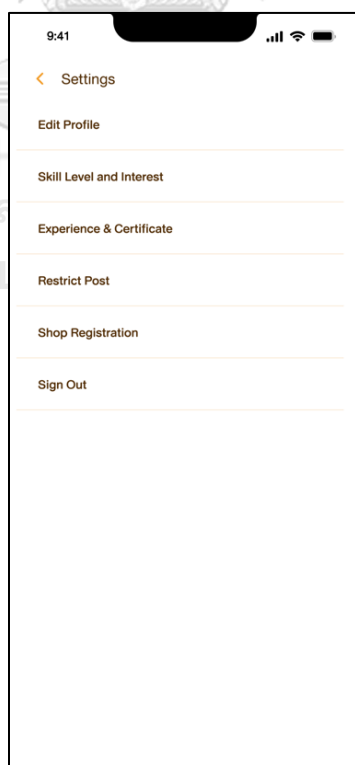 9:41
Settings
Edit Profile
Skill Level and Interest
Experience & Certificate
Restrict Post
Shop Registration
Sign Out